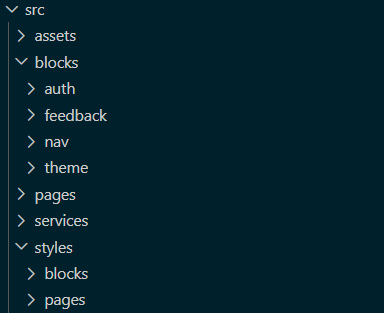 src
assets
blocks
auth
feedback
nav
theme
pages
services
styles
blocks
pages